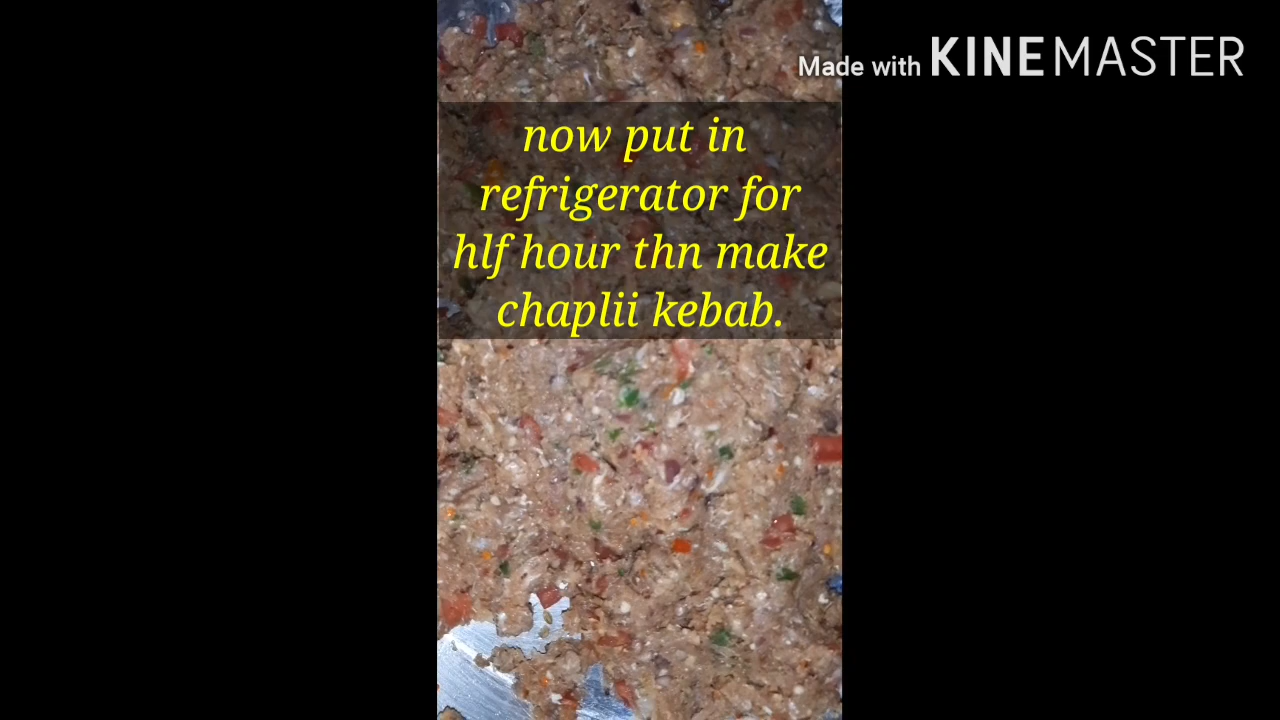 Made with KINEMASTER
now put in
refrigerator for
hlf hour thn make
chaplii kebab.